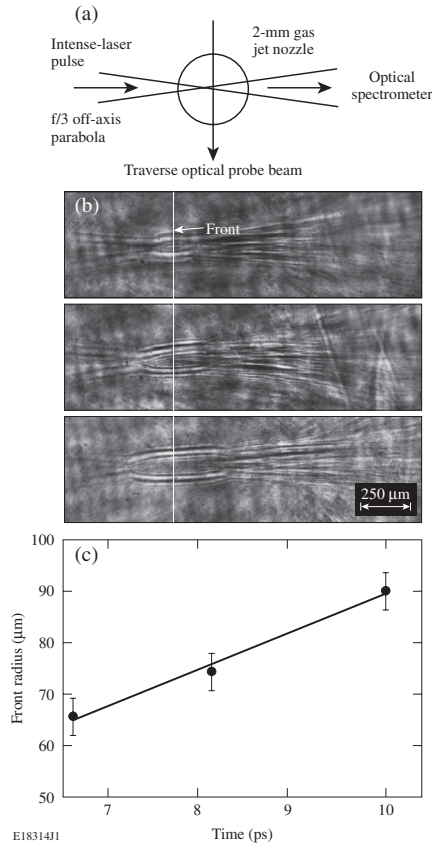 (a)
Intense-laser
pulse
2-mm gas
jet nozzle
f/3 off-axis
parabola
Optical
spectrometer
Traverse optical probe beam
(b)
Front
250 μm
(c)
100
90
80
70
60
50
Front radius (μm)
7
8
9
10
Time (ps)
E18314J1